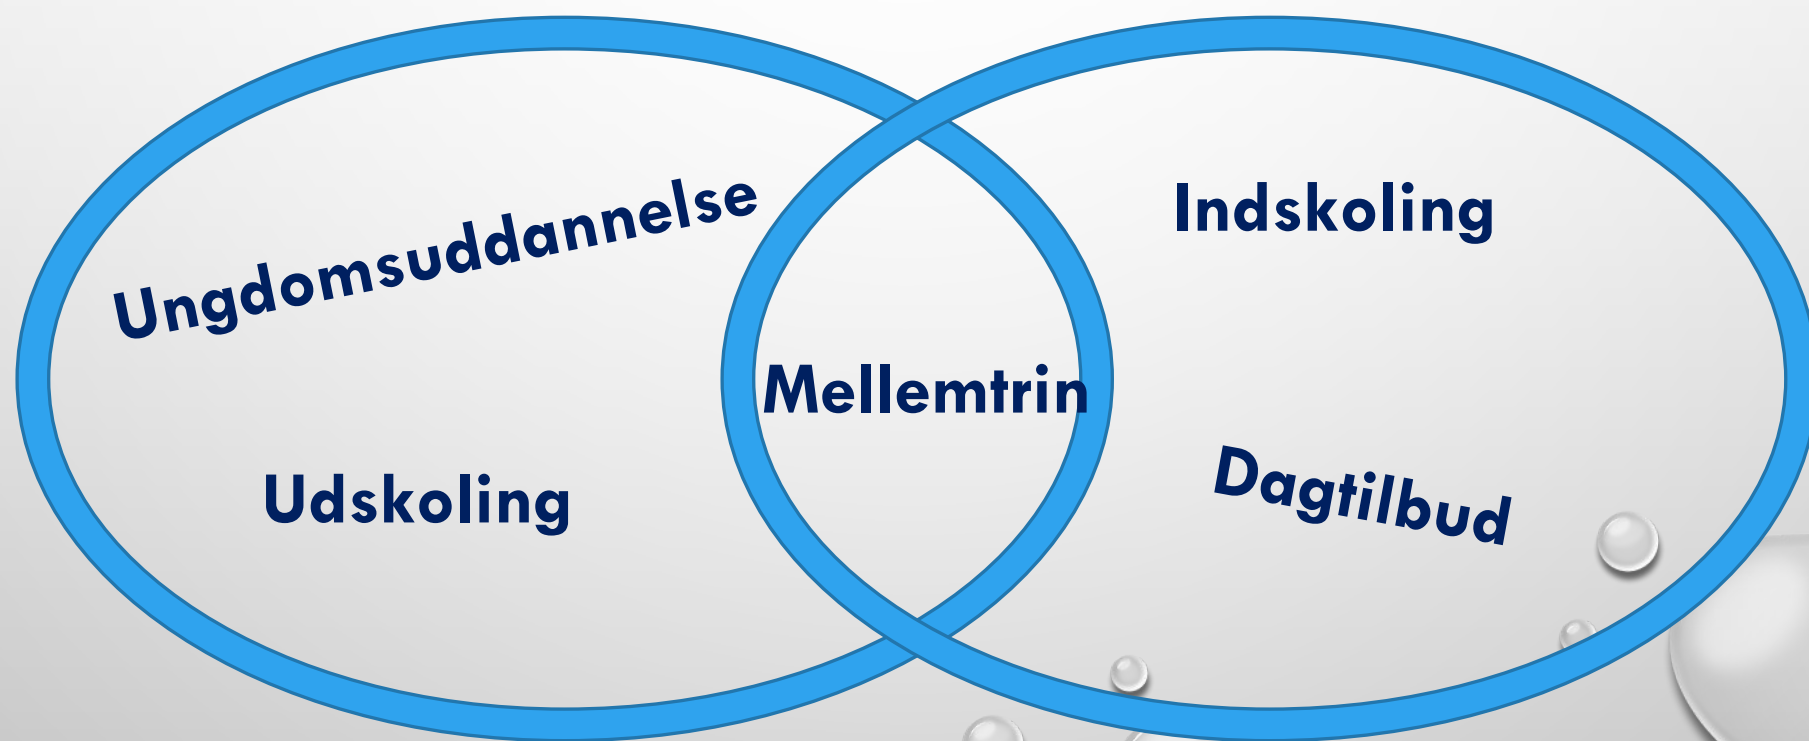 Ungdomsuddannelse
Udskoling
Mellemtrin
Indskoling
Dagtilbud